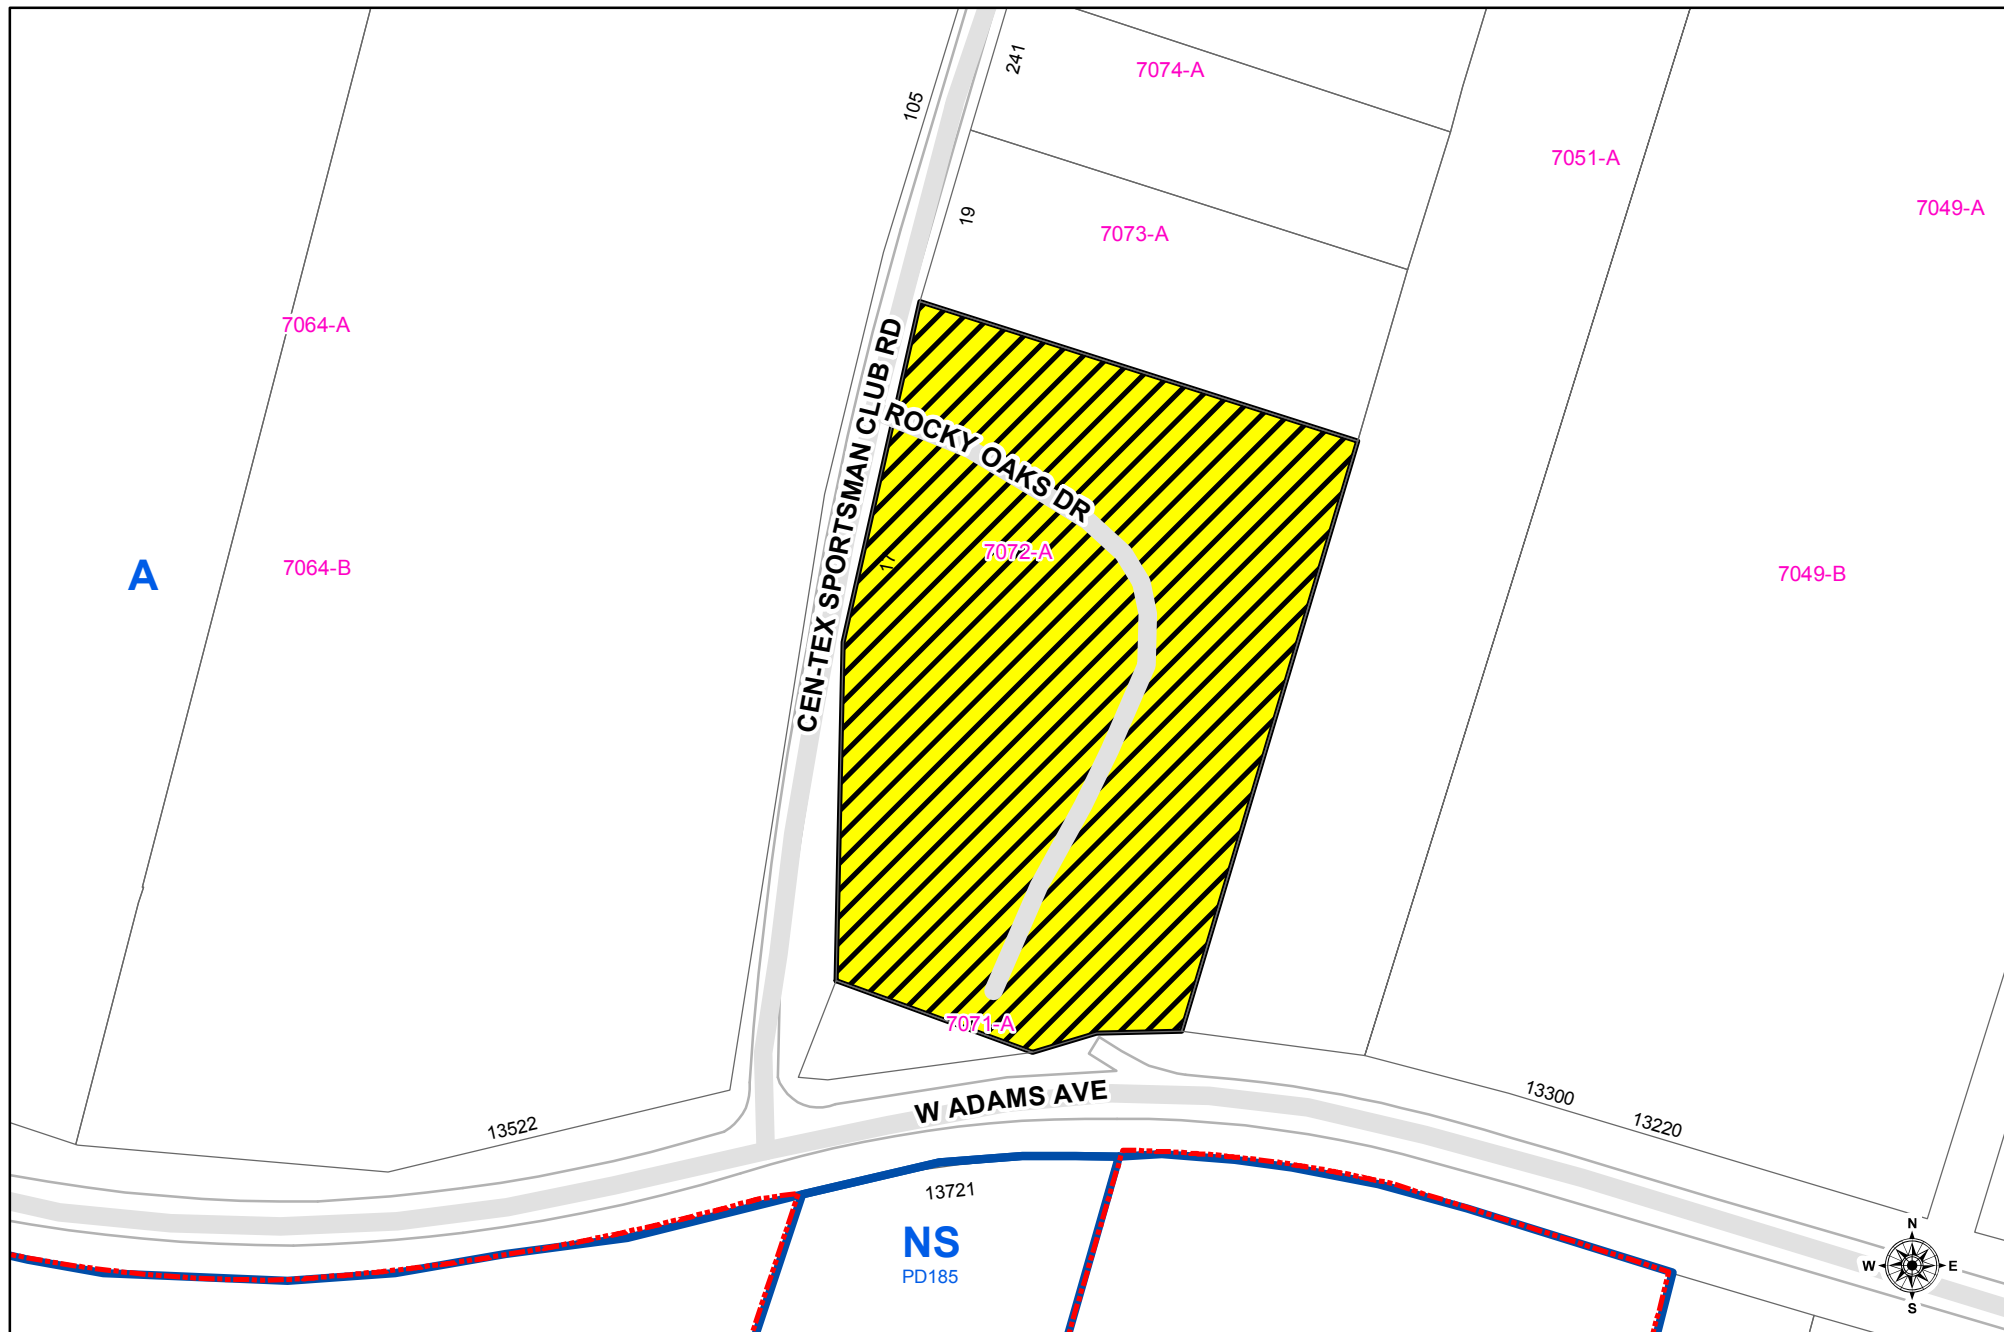 241
7074-A
105
7051-A
7049-A
19
7073-A
7064-A
CEN-TEX SPORTSMAN CLUB RD
ROCKY OAKS DR
7072-A
17
A
7064-B
7049-B
7071-A
W ADAMS AVE
13300
13220
13522
13721
NS
PD185
N
W
E
S